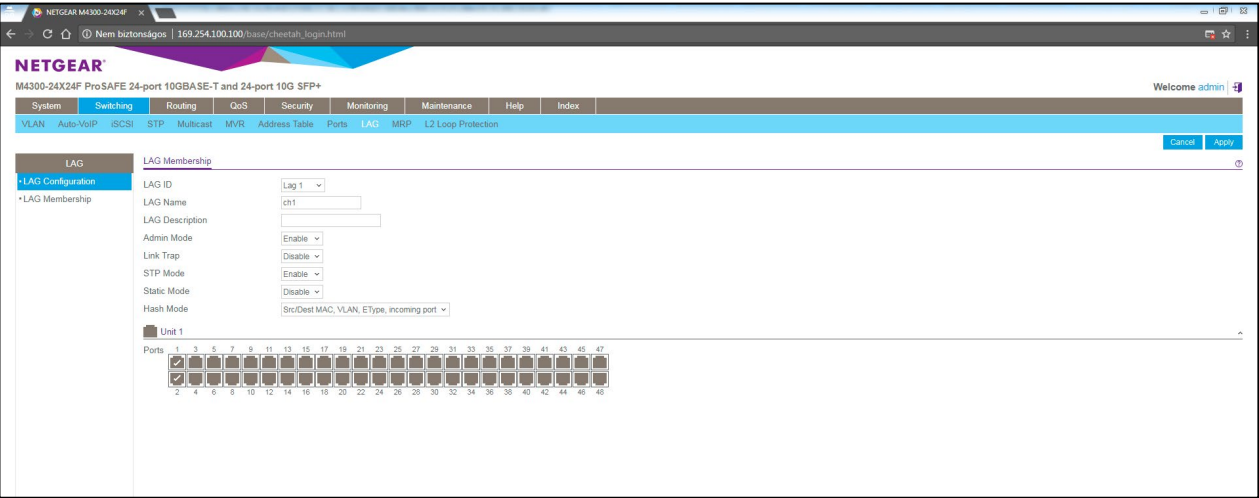 NETGEAR M4300-24X24F
Nem biztonságos | 169.254.100.100/base/cheetah_login.html
NETGEAR®
M4300-24X24F ProSAFE 24-port 10GBASE-T and 24-port 10G SFP+
Welcome admin
System Switching Routing QoS Security Monitoring Maintenance Help Index
VLAN Auto-VoIP iSCSI STP Multicast MVR Address Table Ports LAG MRP L2 Loop Protection
Cancel Apply
LAG
• LAG Configuration
• LAG Membership
LAG Membership
LAG ID Lag 1
LAG Name ch1
LAG Description
Admin Mode Enable
Link Trap Disable
STP Mode Enable
Static Mode Disable
Hash Mode Src/Dest MAC, VLAN, EType, incoming port
Unit 1
Ports 1 3 5 7 9 11 13 15 17 19 21 23 25 27 29 31 33 35 37 39 41 43 45 47
2 4 6 8 10 12 14 16 18 20 22 24 26 28 30 32 34 36 38 40 42 44 46 48